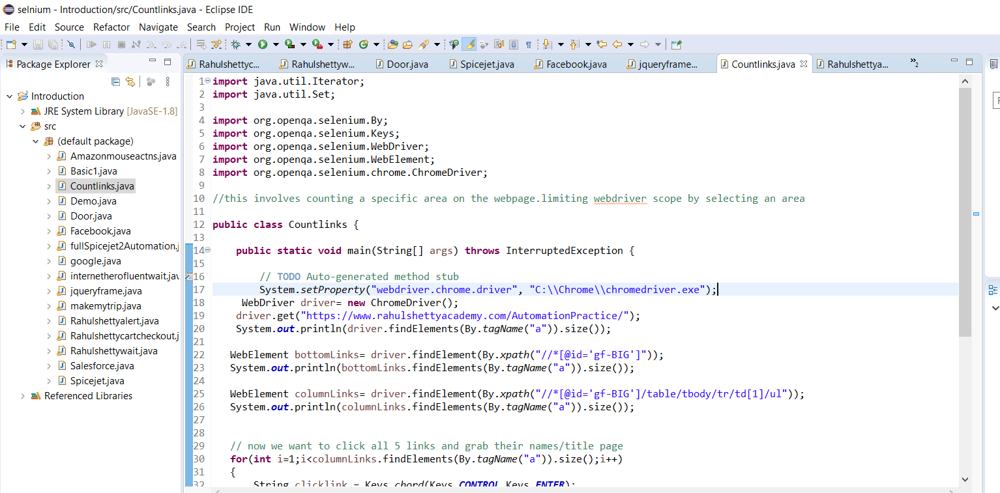 selnium - Introduction/src/Countlinks.java - Eclipse IDE
File Edit Source Refactor Navigate Search Project Run Window Help
Package Explorer
Introduction
JRE System Library [JavaSE-1.8]
src
(default package)
Amazonmouseactns.java
Basic1.java
Countlinks.java
Demo.java
Door.java
Facebook.java
fullSpicejet2Automation.j
google.java
internetherofluentwait.jav
jqueryframe.java
makemytrip.java
Rahulshettyalert.java
Rahulshettycartcheckout.j
Rahulshettywait.java
Salesforce.java
Spicejet.java
Referenced Libraries
Rahulshettyc... Rahulshettyw... Door.java Spicejet.java Facebook.java jqueryframe... Countlinks.java Rahulshettya... »2
1 import java.util.Iterator;
2 import java.util.Set;
3
4 import org.openqa.selenium.By;
5 import org.openqa.selenium.Keys;
6 import org.openqa.selenium.WebDriver;
7 import org.openqa.selenium.WebElement;
8 import org.openqa.selenium.chrome.ChromeDriver;
9
10 //this involves counting a specific area on the webpage.limiting webdriver scope by selecting an area
11
12 public class Countlinks {
13
14 public static void main(String[] args) throws InterruptedException {
15
16 // TODO Auto-generated method stub
17 System.setProperty("webdriver.chrome.driver", "C:\\Chrome\\chromedriver.exe");
18 WebDriver driver= new ChromeDriver();
19 driver.get("https://www.rahulshettyacademy.com/AutomationPractice/");
20 System.out.println(driver.findElements(By.tagName("a")).size());
21
22 WebElement bottomLinks= driver.findElement(By.xpath("//*[@id='gf-BIG']"));
23 System.out.println(bottomLinks.findElements(By.tagName("a")).size());
24
25 WebElement columnLinks= driver.findElement(By.xpath("//*[@id='gf-BIG']/table/tbody/tr/td[1]/ul"));
26 System.out.println(columnLinks.findElements(By.tagName("a")).size());
27
28
29 // now we want to click all 5 links and grab their names/title page
30 for(int i=1;i<columnLinks.findElements(By.tagName("a")).size();i++)
31 {
32 String clicklink = Keys.chord(Keys.CONTROL,Keys.ENTER);